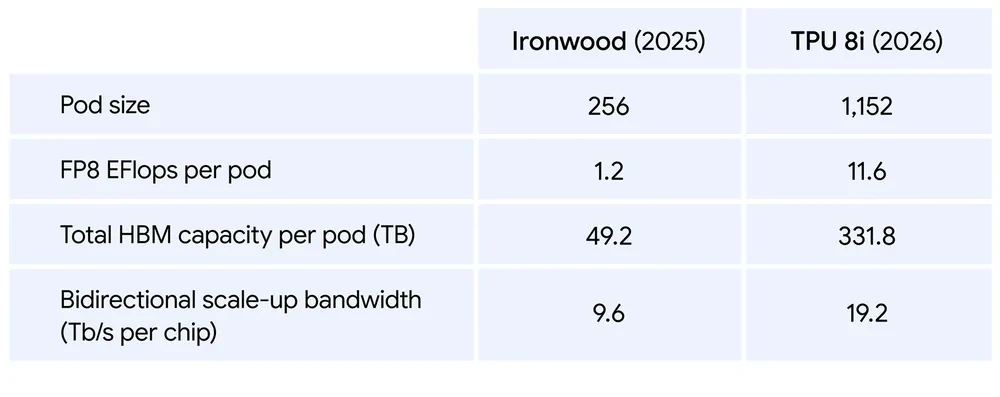 Ironwood (2025) TPU 8i (2026)
Pod size 256 1,152
FP8 EFlops per pod 1.2 11.6
Total HBM capacity per pod (TB) 49.2 331.8
Bidirectional scale-up bandwidth
(Tb/s per chip) 9.6 19.2